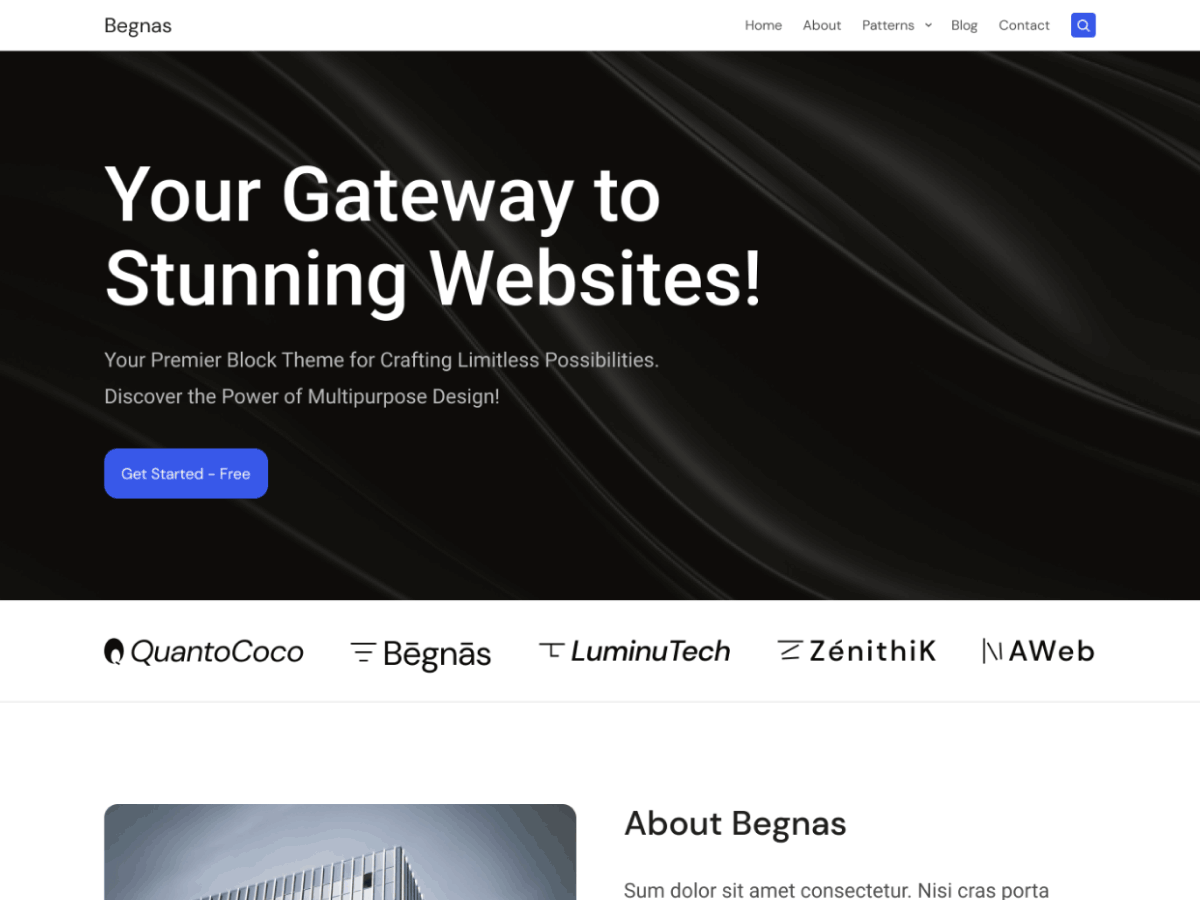 Begnas
Home About Patterns Blog Contact
Your Gateway to
Stunning Websites!
Your Premier Block Theme for Crafting Limitless Possibilities.
Discover the Power of Multipurpose Design!
Get Started - Free
QuantoCoco Bēgnās LuminuTech ZénithiK AWeb
About Begnas
Sum dolor sit amet consectetur. Nisi cras porta